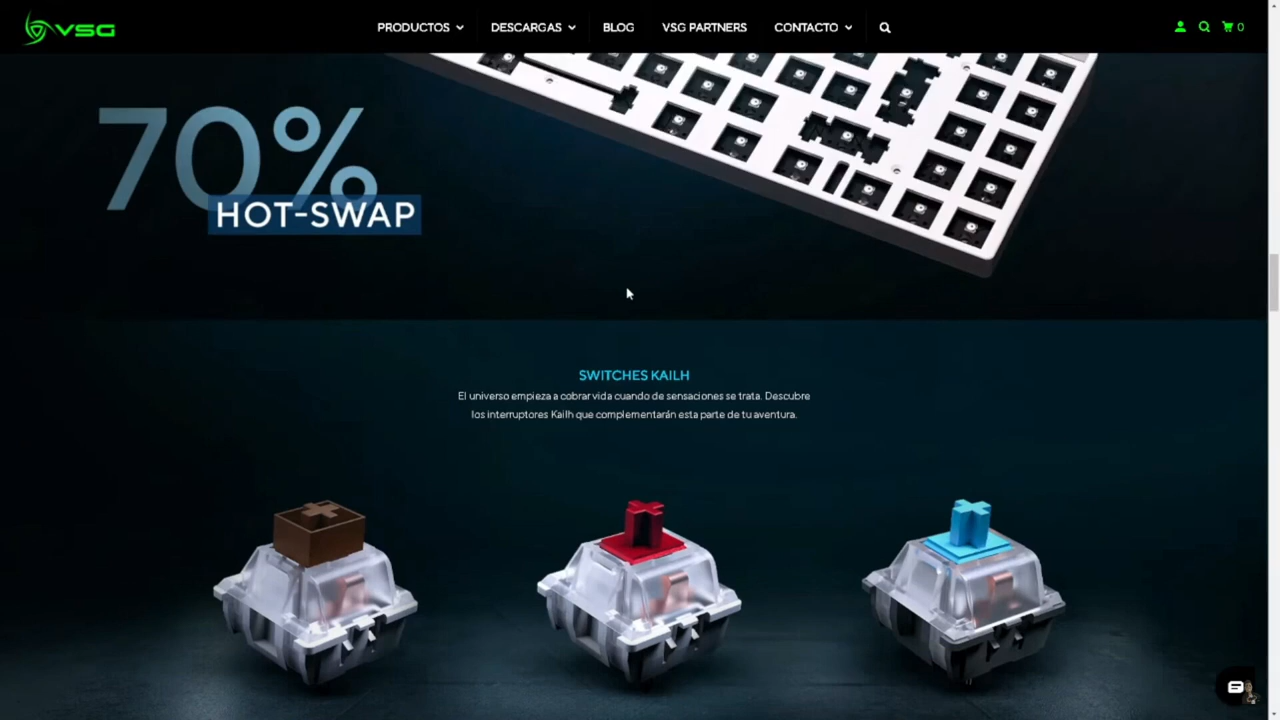 VSG
PRODUCTOS
DESCARGAS
BLOG
VSG PARTNERS
CONTACTO
0
70%
HOT-SWAP
SWITCHES KAILH
El universo empieza a cobrar vida cuando de sensaciones se trata. Descubre
los interruptores Kailh que complementarán esta parte de tu aventura.